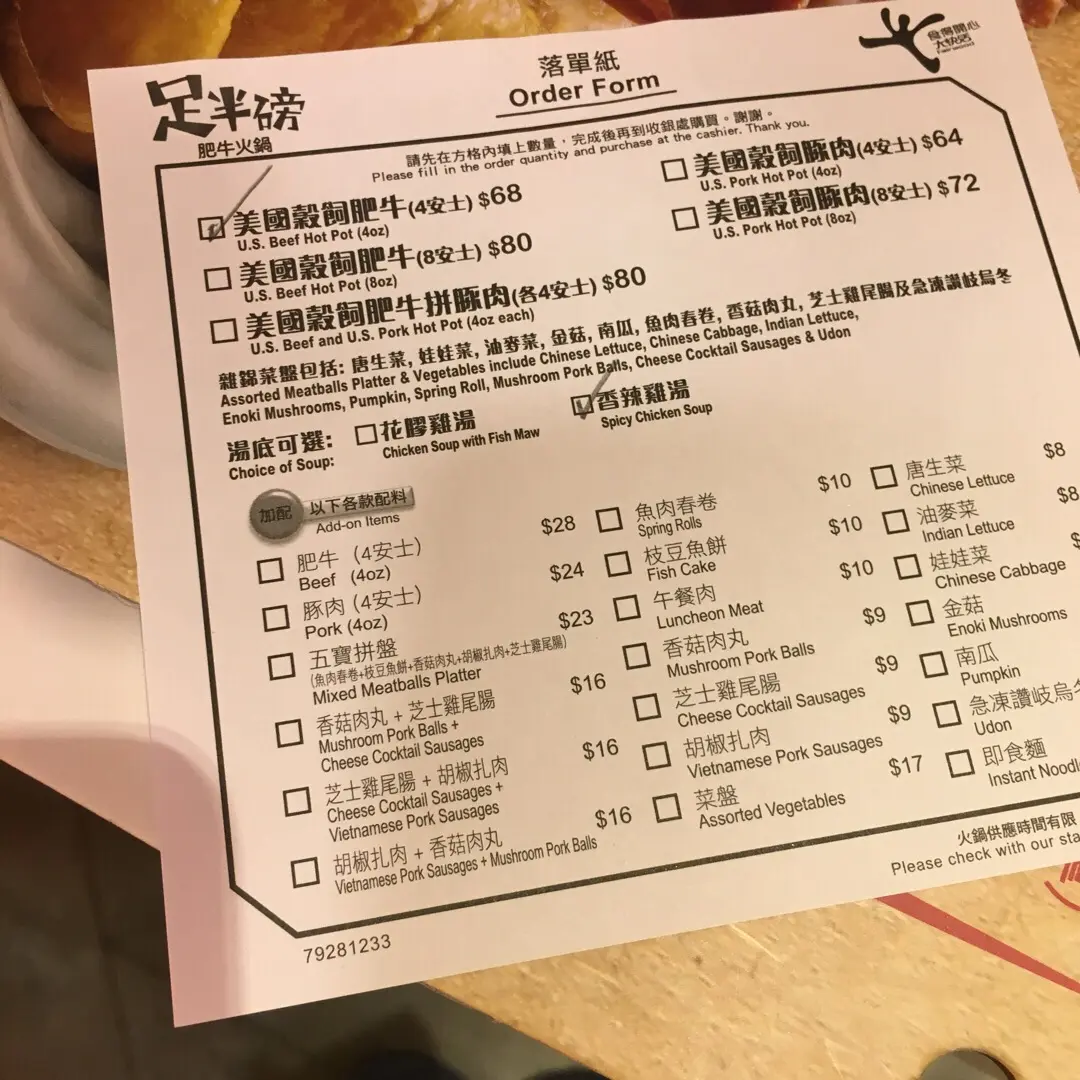 足半磅
肥牛火鍋
落單紙
Order Form
食得開心
大快活
Fairwood
請先在方格內填上數量，完成後再到收銀處購買。謝謝。
Please fill in the order quantity and purchase at the cashier. Thank you.
美國穀飼肥牛(4安士) $68
U.S. Beef Hot Pot (4oz)
美國穀飼豚肉(4安士) $64
U.S. Pork Hot Pot (4oz)
美國穀飼肥牛(8安士) $80
U.S. Beef Hot Pot (8oz)
美國穀飼豚肉(8安士) $72
U.S. Pork Hot Pot (8oz)
美國穀飼肥牛拼豚肉(各4安士) $80
U.S. Beef and U.S. Pork Hot Pot (4oz each)
雜錦菜盤包括: 唐生菜, 娃娃菜, 油麥菜, 金菇, 南瓜, 魚肉春卷, 香菇肉丸, 芝士雞尾腸及急凍讚岐烏冬
Assorted Meatballs Platter & Vegetables include Chinese Lettuce, Chinese Cabbage, Indian Lettuce,
Enoki Mushrooms, Pumpkin, Spring Roll, Mushroom Pork Balls, Cheese Cocktail Sausages & Udon
湯底可選: 花膠雞湯 香辣雞湯
Choice of Soup: Chicken Soup with Fish Maw Spicy Chicken Soup
加配 以下各款配料
Add-on Items
肥牛 (4安士) $28
Beef (4oz)
豚肉 (4安士) $24
Pork (4oz)
五寶拼盤 $23
(魚肉春卷+枝豆魚餅+香菇肉丸+胡椒扎肉+芝士雞尾腸)
Mixed Meatballs Platter
香菇肉丸 + 芝士雞尾腸 $16
Mushroom Pork Balls +
Cheese Cocktail Sausages
芝士雞尾腸 + 胡椒扎肉 $16
Cheese Cocktail Sausages +
Vietnamese Pork Sausages
胡椒扎肉 + 香菇肉丸 $16
Vietnamese Pork Sausages + Mushroom Pork Balls
魚肉春卷 $10
Spring Rolls
枝豆魚餅 $10
Fish Cake
午餐肉 $10
Luncheon Meat
香菇肉丸 $9
Mushroom Pork Balls
芝士雞尾腸 $9
Cheese Cocktail Sausages
胡椒扎肉 $9
Vietnamese Pork Sausages
菜盤 $17
Assorted Vegetables
唐生菜 $8
Chinese Lettuce
油麥菜 $8
Indian Lettuce
娃娃菜 $
Chinese Cabbage
金菇
Enoki Mushrooms
南瓜
Pumpkin
急凍讚岐烏
Udon
即食麵
Instant Noodl
火鍋供應時間有限
Please check with our sta
79281233